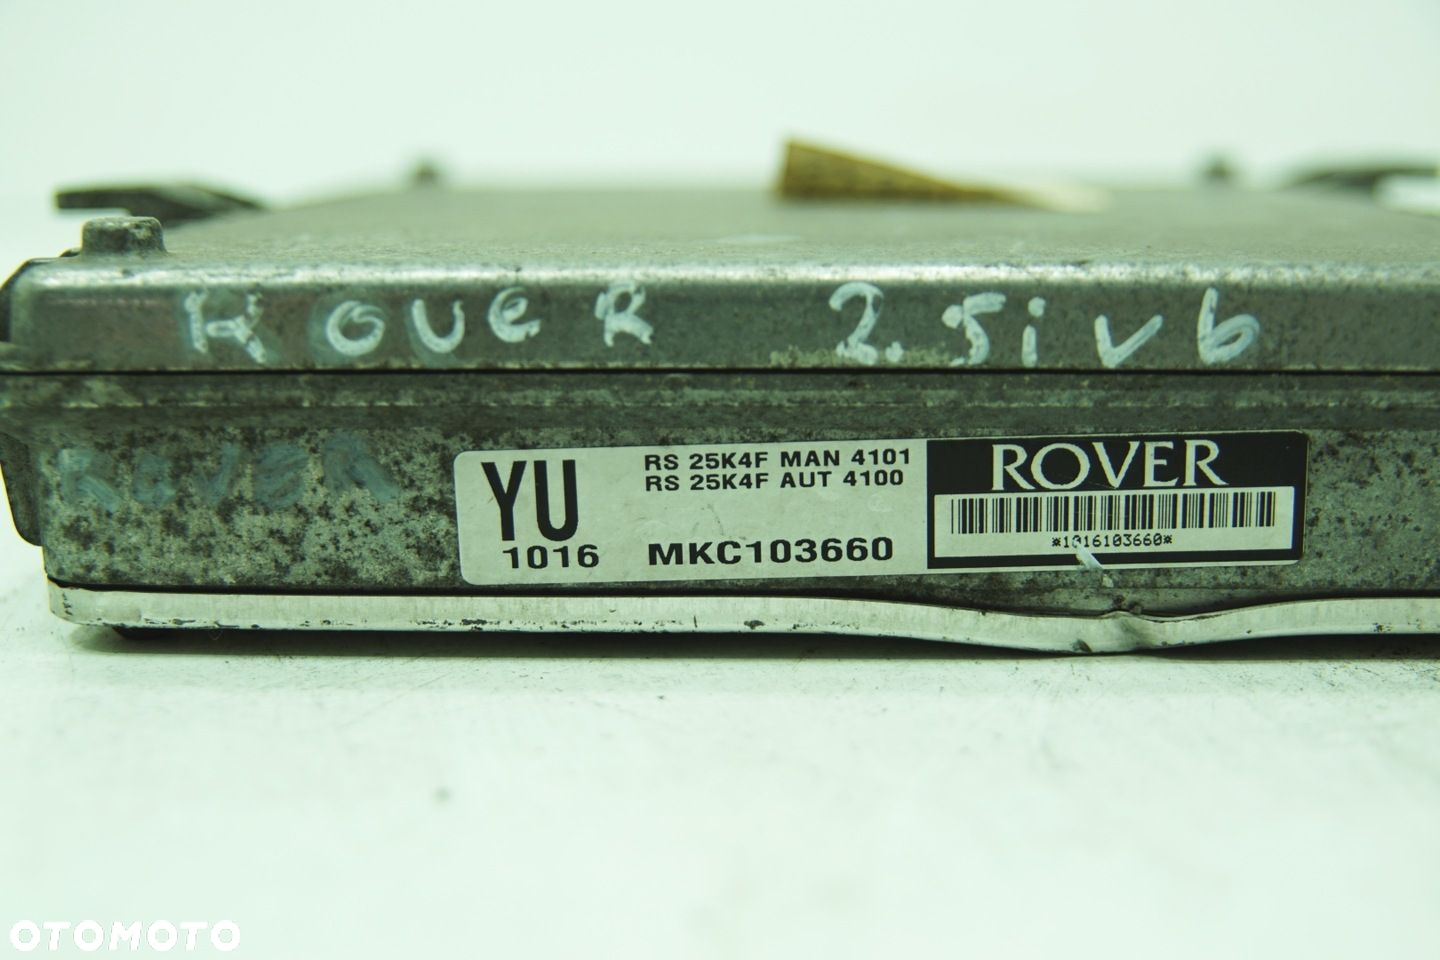 ROVER 2.5i V6
ROVER
YU
1016
RS 25K4F MAN 4101
RS 25K4F AUT 4100
MKC103660
ROVER
*1016103660*
OTOMOTO